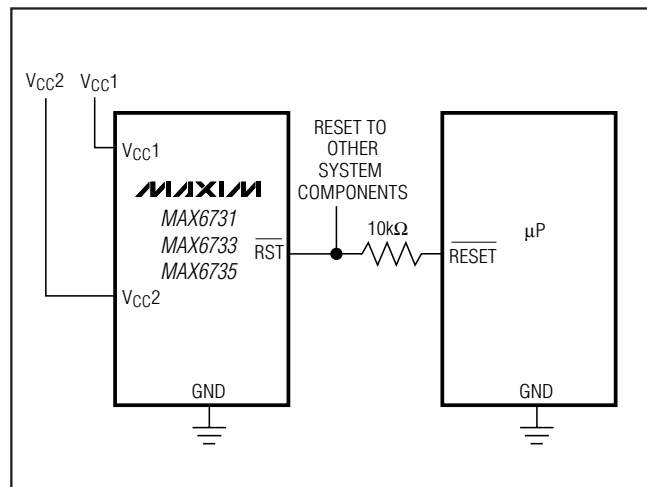 VCC2 VCC1
VCC1
MAXIM
MAX6731
MAX6733
MAX6735
RST
VCC2
GND
RESET TO
OTHER
SYSTEM
COMPONENTS
10kΩ
RESET
µP
GND